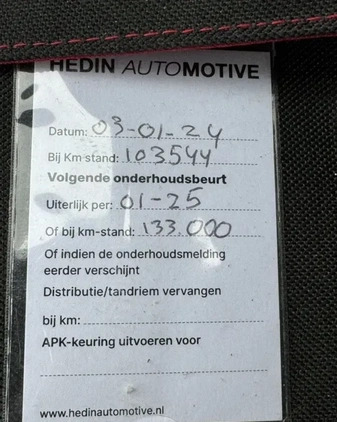 HEDIN AUTOMOTIVE
Datum: 03-01-24
Bij Km stand: 103544
Volgende onderhoudsbeurt
Uiterlijk per: 01-25
Of bij km-stand: 133.000
Of indien de onderhoudsmelding
eerder verschijnt
Distributie/tandriem vervangen
bij km:
APK-keuring uitvoeren voor
www.hedinautomotive.nl